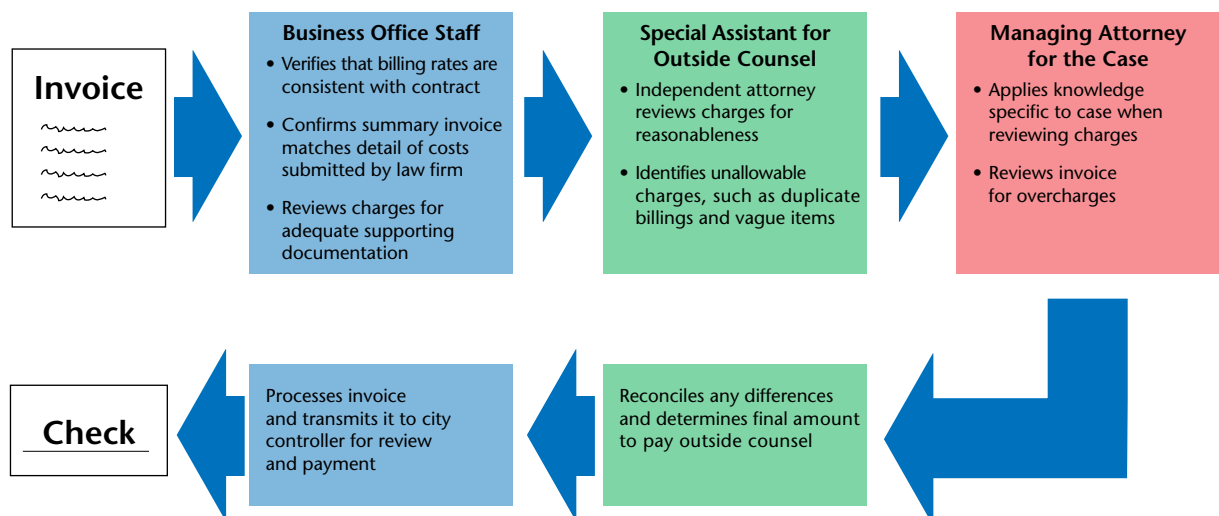 Invoice
Business Office Staff
• Verifies that billing rates are
consistent with contract
• Confirms summary invoice
matches detail of costs
submitted by law firm
• Reviews charges for
adequate supporting
documentation
Special Assistant for
Outside Counsel
• Independent attorney
reviews charges for
reasonableness
• Identifies unallowable
charges, such as duplicate
billings and vague items
Managing Attorney
for the Case
• Applies knowledge
specific to case when
reviewing charges
• Reviews invoice
for overcharges
Check
Processes invoice
and transmits it to city
controller for review
and payment
Reconciles any differences
and determines final amount
to pay outside counsel